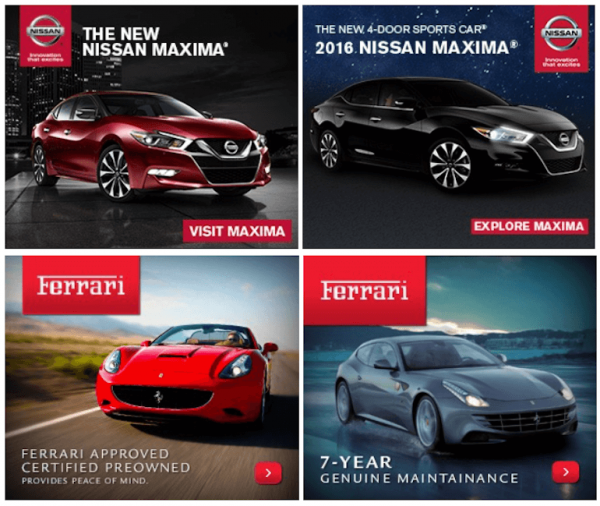 NISSAN
Innovation
that excites
THE NEW
NISSAN MAXIMA®
VISIT MAXIMA
THE NEW 4-DOOR SPORTS CAR®
2016 NISSAN MAXIMA®
NISSAN
Innovation
that excites
EXPLORE MAXIMA
Ferrari
FERRARI APPROVED
CERTIFIED PREOWNED
PROVIDES PEACE OF MIND.
Ferrari
7-YEAR
GENUINE MAINTAINANCE